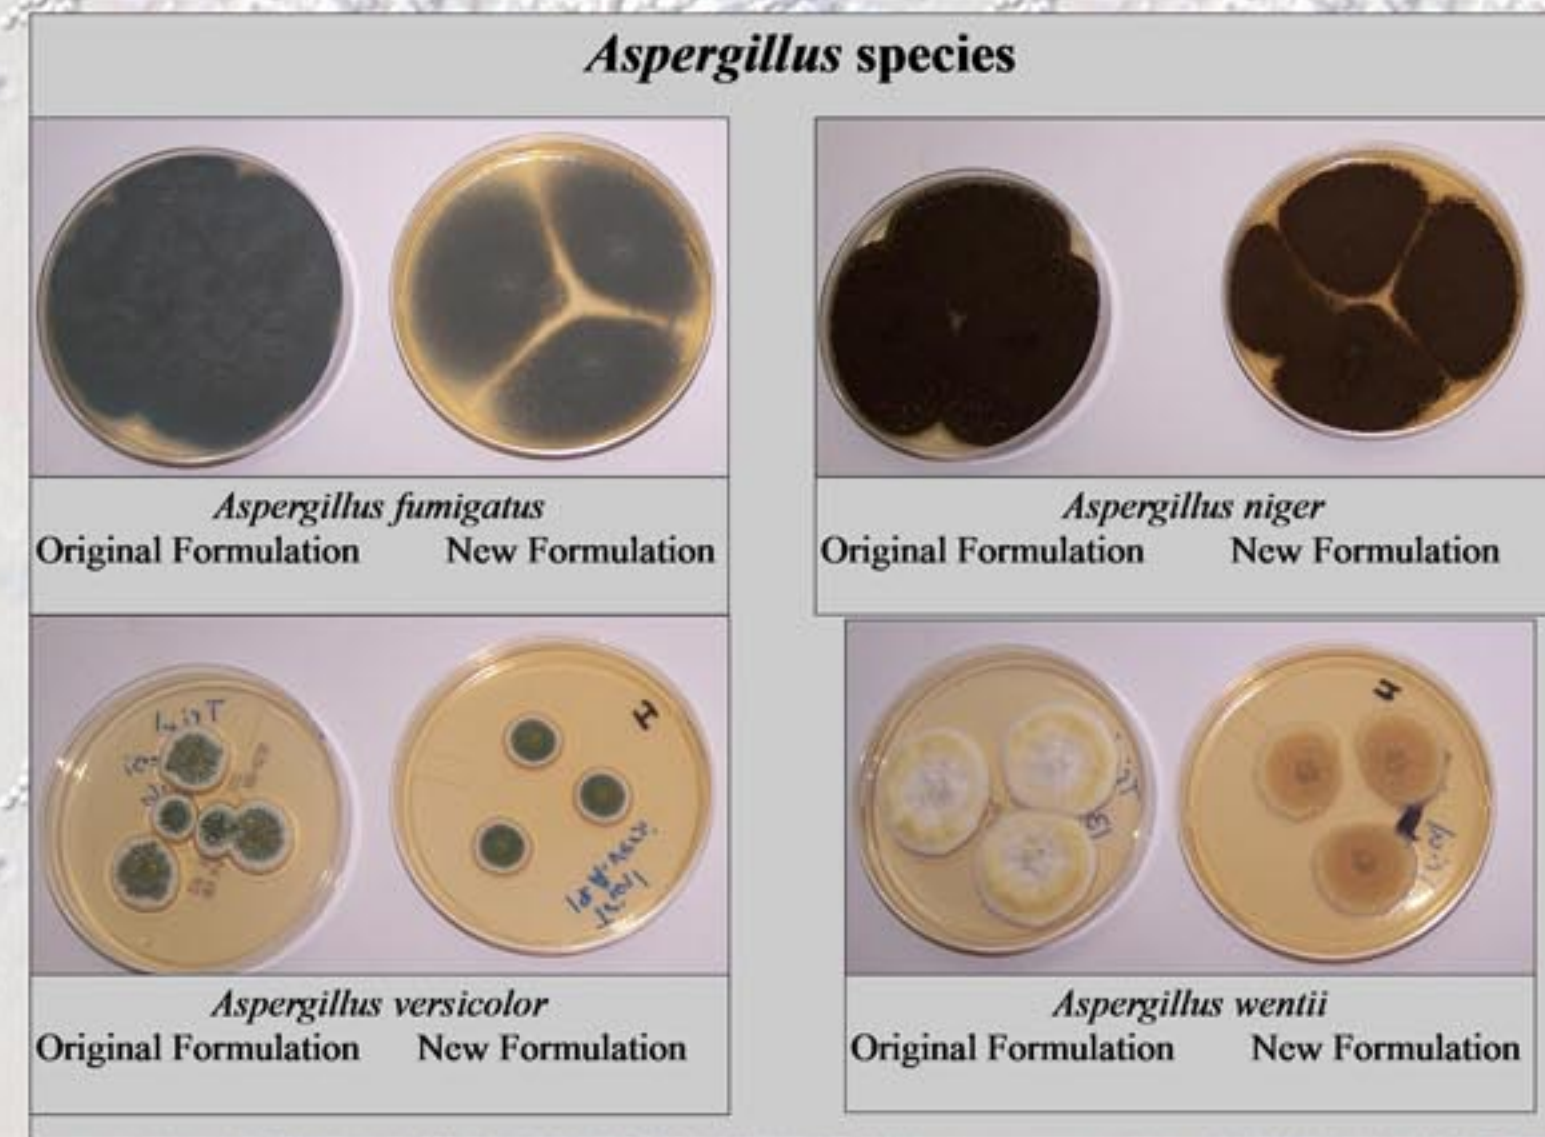 Aspergillus species
Aspergillus fumigatus
Original Formulation New Formulation
Aspergillus niger
Original Formulation New Formulation
Aspergillus versicolor
Original Formulation New Formulation
H
Aspergillus wentii
Original Formulation New Formulation